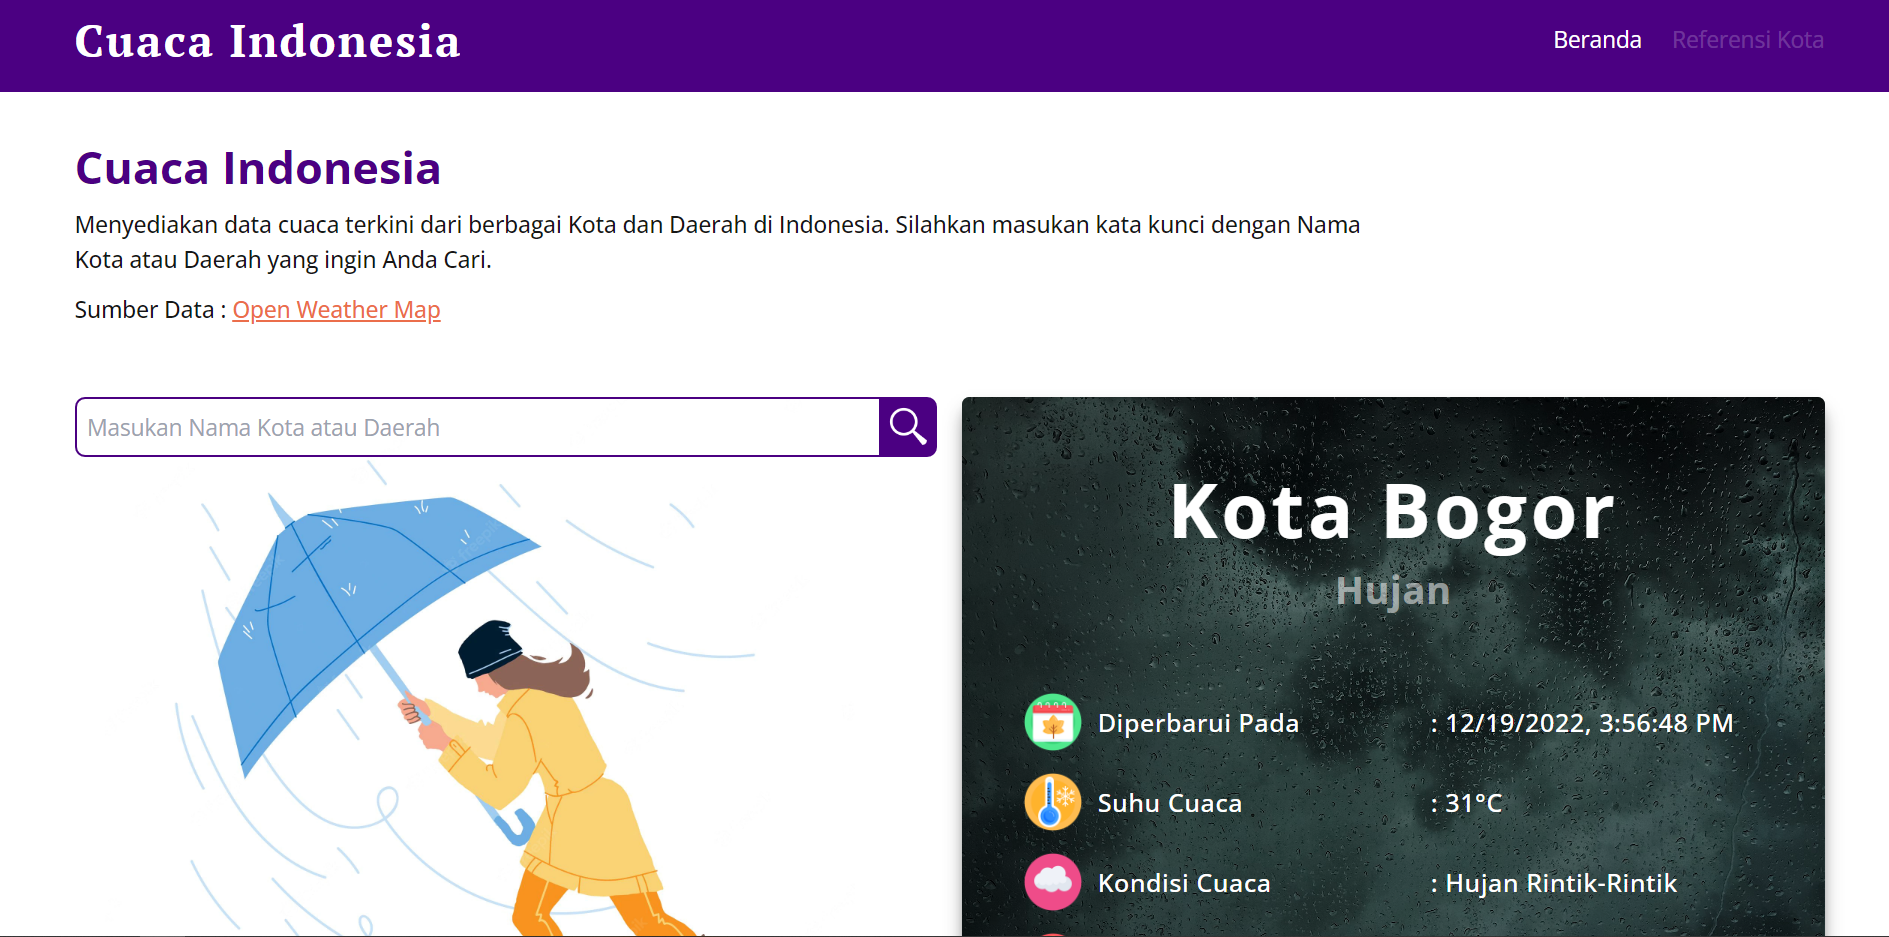 Cuaca Indonesia
Beranda
Referensi Kota
Cuaca Indonesia
Menyediakan data cuaca terkini dari berbagai Kota dan Daerah di Indonesia. Silahkan masukan kata kunci dengan Nama
Kota atau Daerah yang ingin Anda Cari.
Sumber Data : Open Weather Map
Masukan Nama Kota atau Daerah
Kota Bogor
Hujan
Diperbarui Pada : 12/19/2022, 3:56:48 PM
Suhu Cuaca : 31°C
Kondisi Cuaca : Hujan Rintik-Rintik